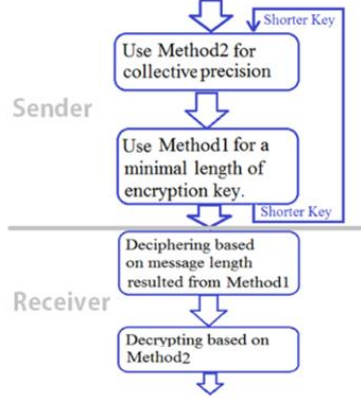 Shorter Key
Use Method2 for
collective precision
Sender
Use Method1 for a
minimal length of
encryption key.
Shorter Key
Deciphering based
on message length
resulted from Method1
Receiver
Decrypting based on
Method2